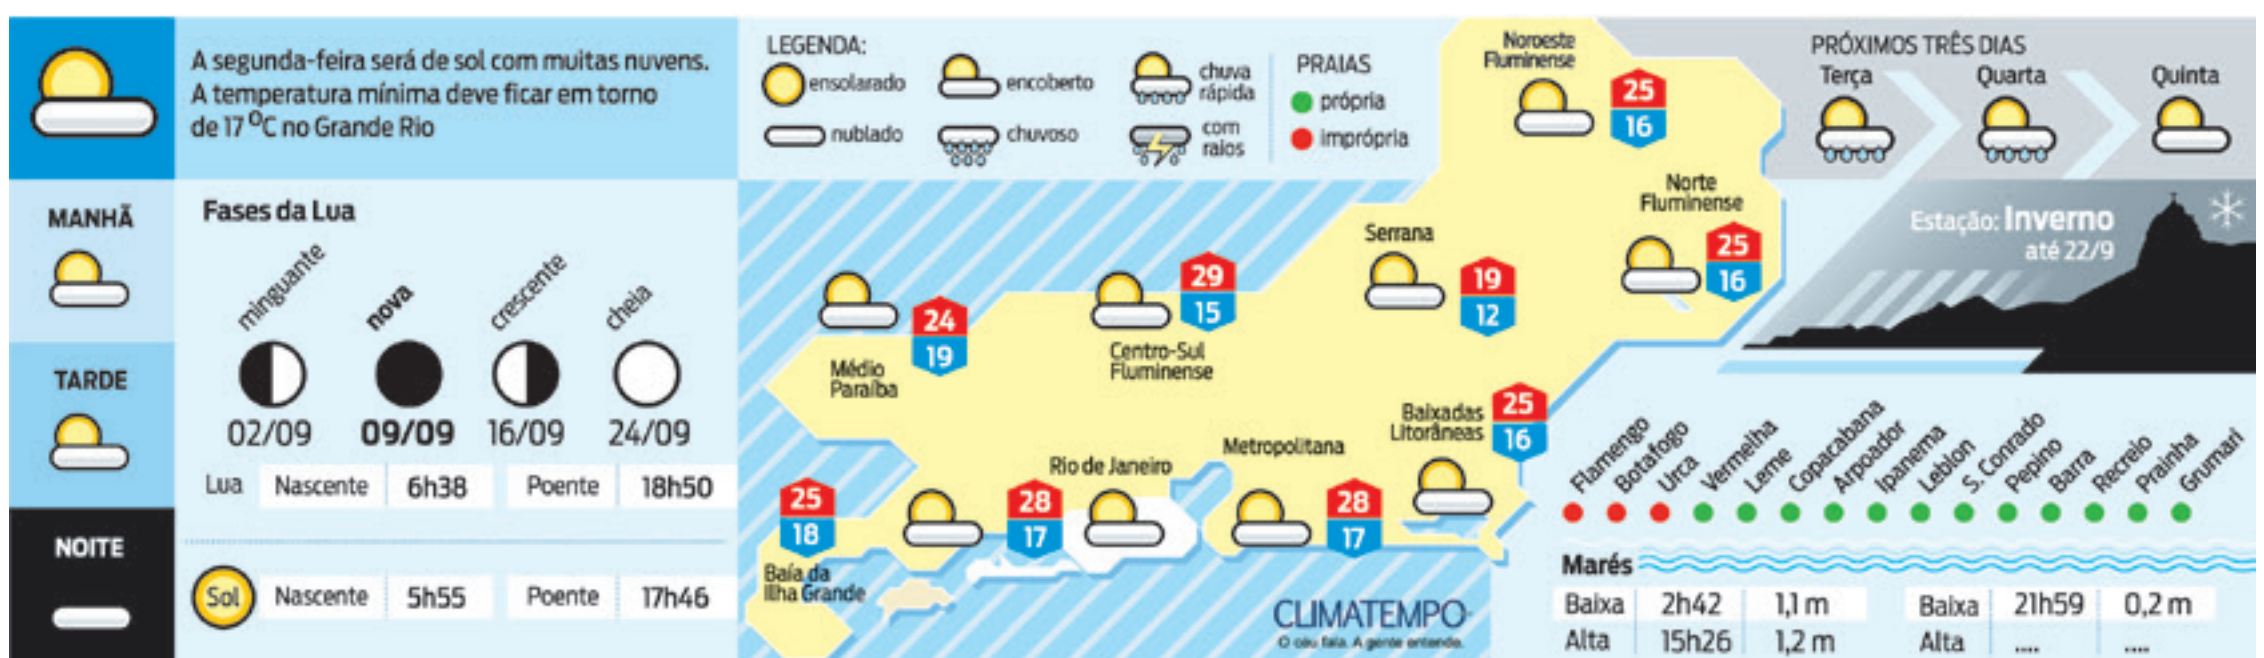 A segunda-feira será de sol com muitas nuvens.
A temperatura mínima deve ficar em torno
de 17 ºC no Grande Rio
MANHÃ
TARDE
NOITE
Fases da Lua
minguante
nova
crescente
cheia
02/09 09/09 16/09 24/09
Lua Nascente 6h38 Poente 18h50
Sol Nascente 5h55 Poente 17h46
LEGENDA:
ensolarado
encoberto
chuva
rápida
nublado
chuvoso
com
raios
PRAIAS
própria
imprópria
Noroeste
Fluminense
25
16
Norte
Fluminense
25
16
Serrana
19
12
29
15
Centro-Sul
Fluminense
24
19
Médio
Paraíba
Baixadas
Litorâneas
25
16
Metropolitana
28
17
Rio de Janeiro
28
17
25
18
Baía da
Ilha Grande
CLIMATEMPO
O céu fala. A gente entende.
PRÓXIMOS TRÊS DIAS
Terça Quarta Quinta
Estação: Inverno
até 22/9
Flamengo
Botafogo
Urca
Vermelha
Leme
Copacabana
Arpoador
Ipanema
Leblon
S. Conrado
Pepino
Barra
Recreio
Prainha
Grumari
Marés
Baixa 2h42 1,1 m Baixa 21h59 0,2 m
Alta 15h26 1,2 m Alta .... ....